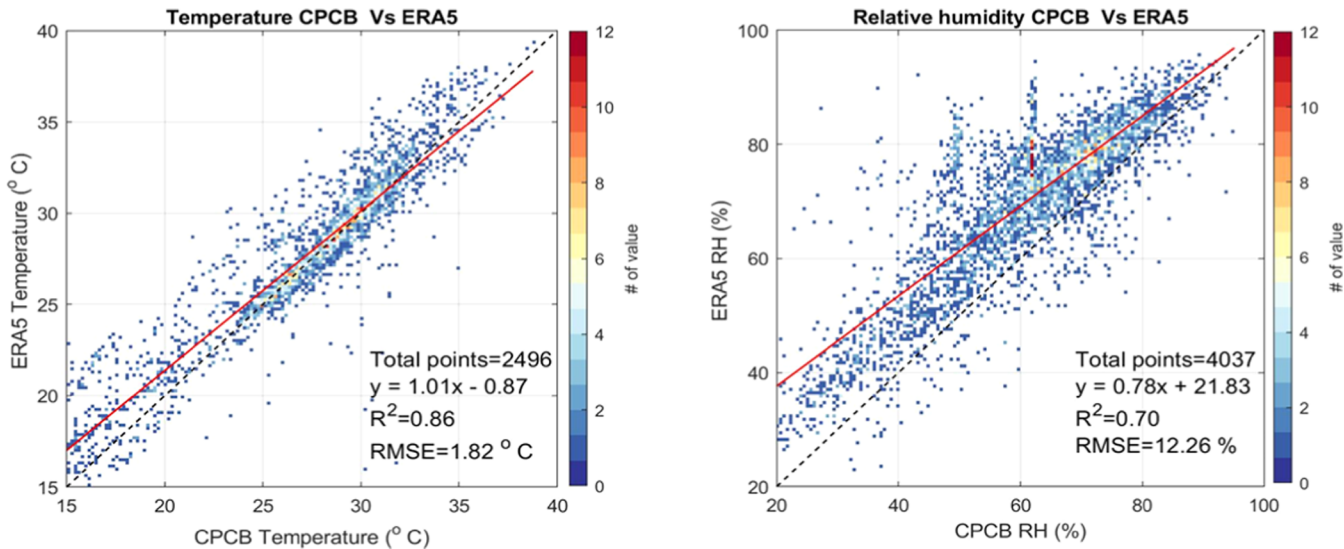 Temperature CPCB Vs ERA5
40
35
30
25
20
15
15
20
25
30
35
40
ERA5 Temperature (° C)
CPCB Temperature (° C)
Total points=2496
y = 1.01x - 0.87
R²=0.86
RMSE=1.82 ° C
12
10
8
6
4
2
0
# of value
Relative humidity CPCB Vs ERA5
100
80
60
40
20
20
40
60
80
100
ERA5 RH (%)
CPCB RH (%)
Total points=4037
y = 0.78x + 21.83
R²=0.70
RMSE=12.26 %
12
10
8
6
4
2
0
# of value